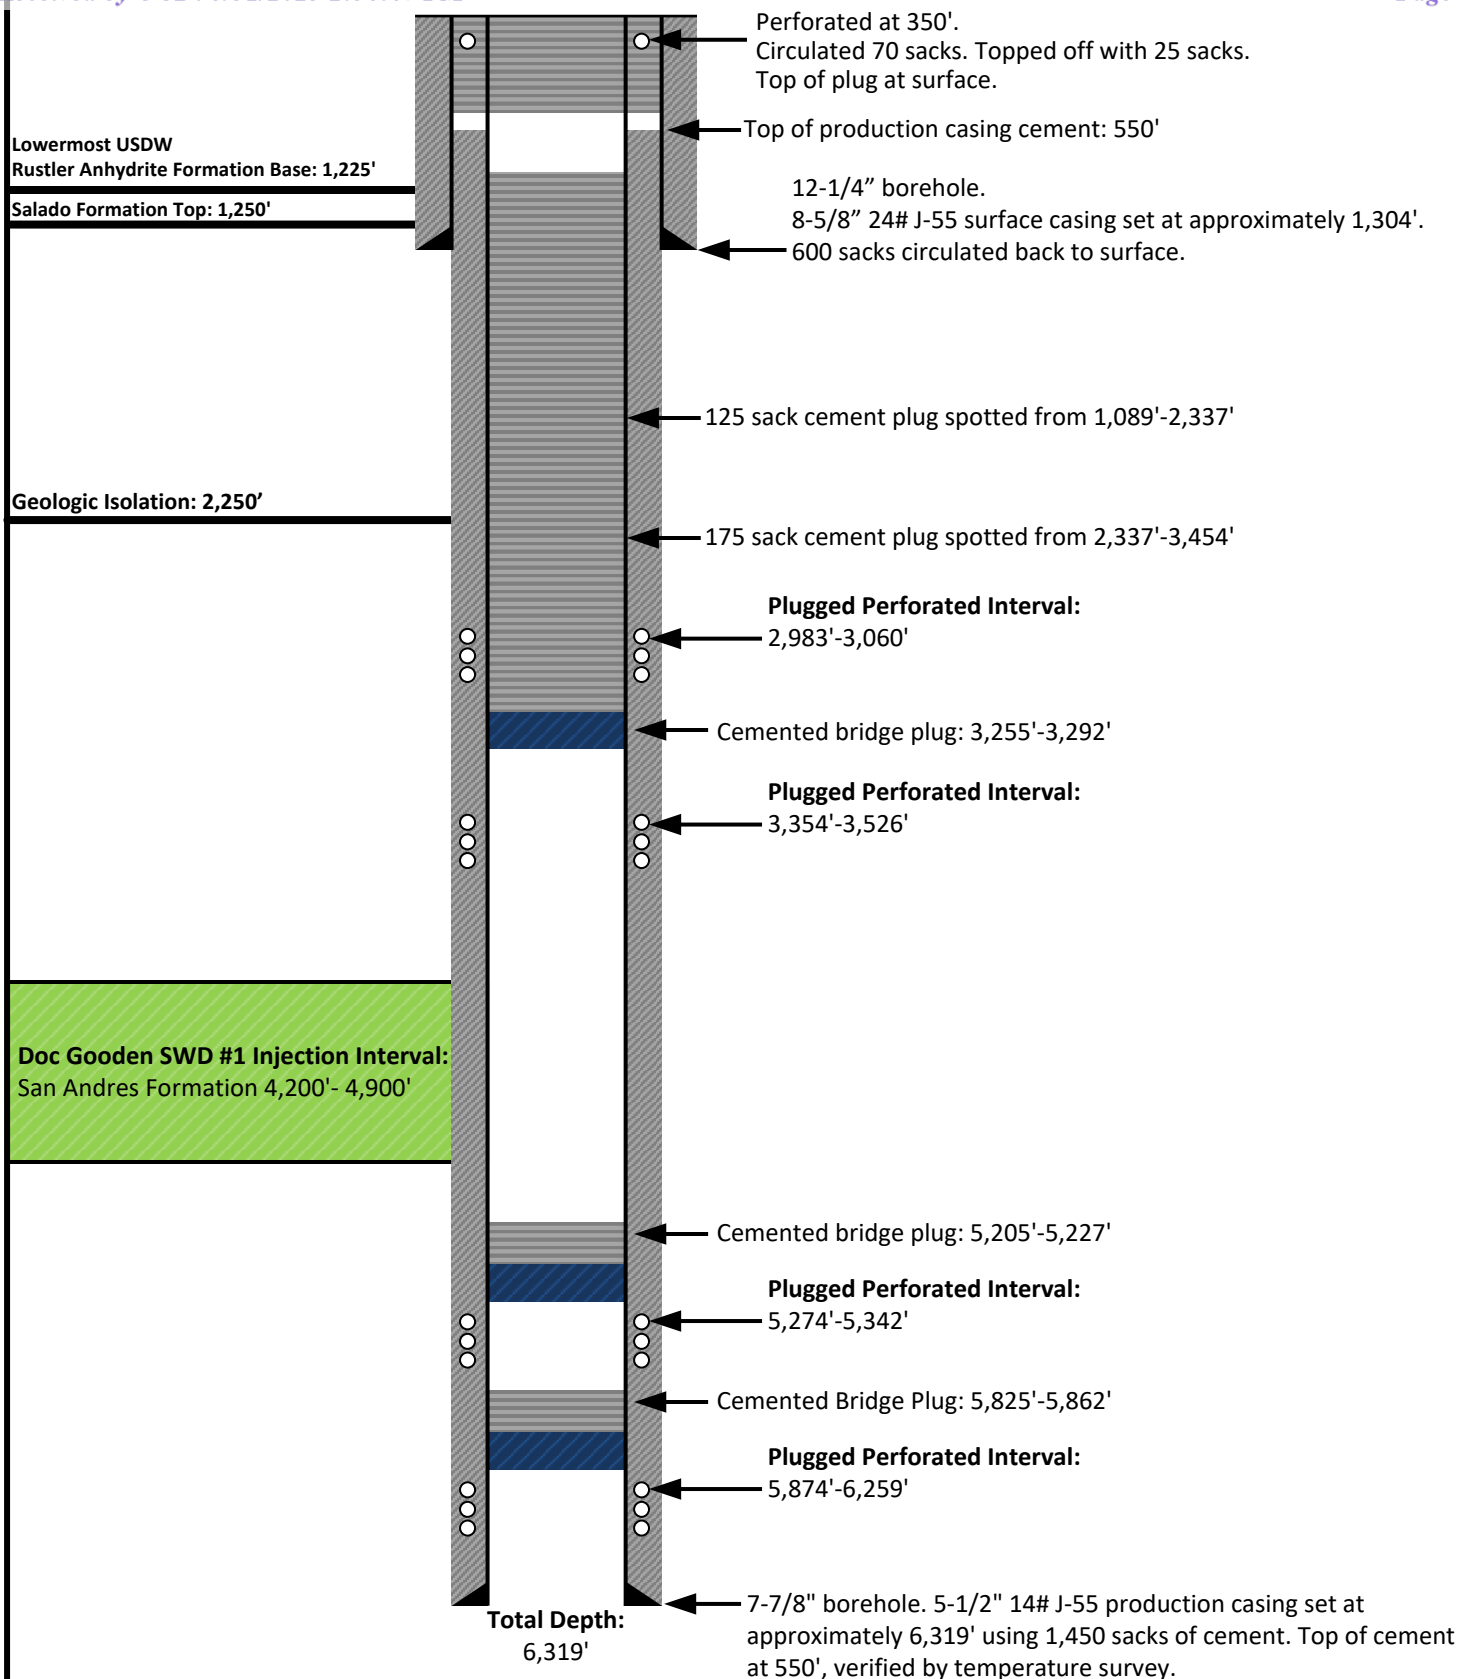 Perforated at 350'.
Circulated 70 sacks. Topped off with 25 sacks.
Top of plug at surface.
Top of production casing cement: 550'
Lowermost USDW
Rustler Anhydrite Formation Base: 1,225'
12-1/4” borehole.
Salado Formation Top: 1,250'
8-5/8” 24# J-55 surface casing set at approximately 1,304'.
600 sacks circulated back to surface.
125 sack cement plug spotted from 1,089'-2,337'
Geologic Isolation: 2,250’
175 sack cement plug spotted from 2,337'-3,454'
Plugged Perforated Interval:
2,983'-3,060'
Cemented bridge plug: 3,255'-3,292'
Plugged Perforated Interval:
3,354'-3,526'
Doc Gooden SWD #1 Injection Interval:
San Andres Formation 4,200'- 4,900'
Cemented bridge plug: 5,205'-5,227'
Plugged Perforated Interval:
5,274'-5,342'
Cemented Bridge Plug: 5,825'-5,862'
Plugged Perforated Interval:
5,874'-6,259'
Total Depth:
6,319'
7-7/8" borehole. 5-1/2" 14# J-55 production casing set at
approximately 6,319' using 1,450 sacks of cement. Top of cement
at 550', verified by temperature survey.